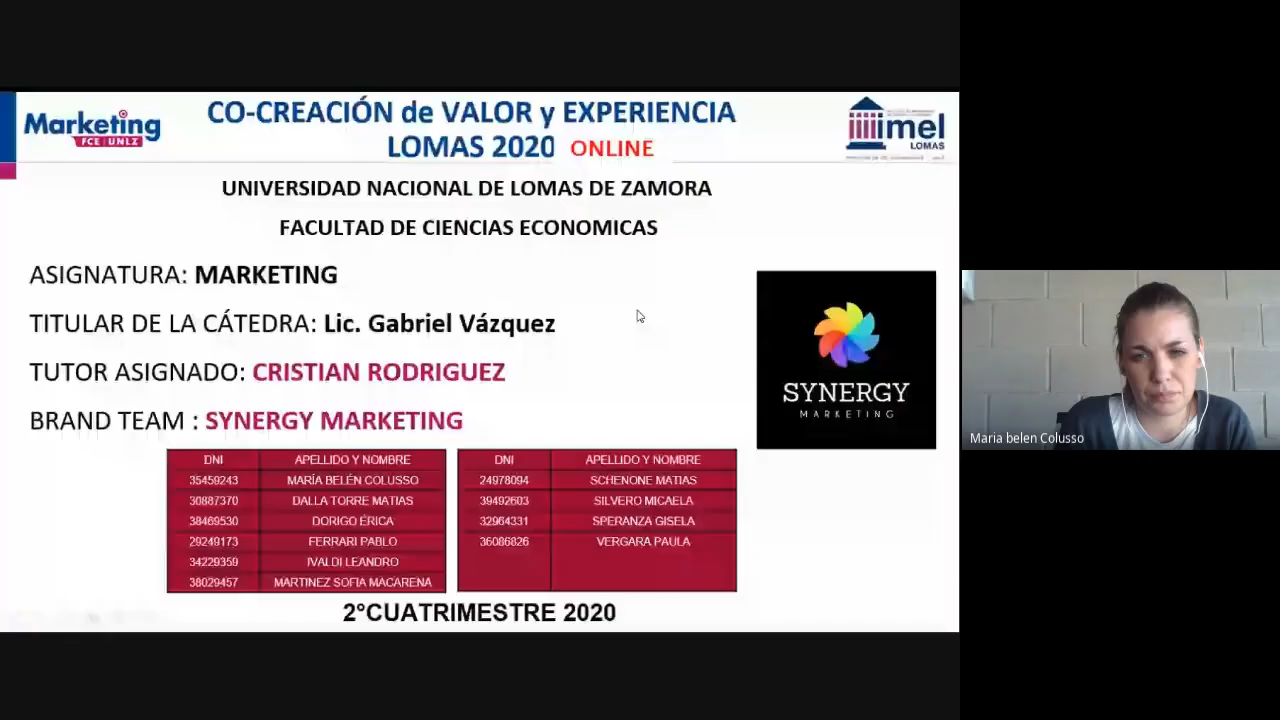 Marketing
FCE UNLZ
CO-CREACIÓN de VALOR y EXPERIENCIA
LOMAS 2020 ONLINE
imel
LOMAS
UNIVERSIDAD NACIONAL DE LOMAS DE ZAMORA
FACULTAD DE CIENCIAS ECONOMICAS
ASIGNATURA: MARKETING
TITULAR DE LA CÁTEDRA: Lic. Gabriel Vázquez
TUTOR ASIGNADO: CRISTIAN RODRIGUEZ
BRAND TEAM : SYNERGY MARKETING
SYNERGY
MARKETING
DNI APELLIDO Y NOMBRE
35459243 MARÍA BELÉN COLUSSO
30887370 DALLA TORRE MATIAS
38469530 DORIGO ÉRICA
29249173 FERRARI PABLO
34229359 IVALDI LEANDRO
38029457 MARTINEZ SOFIA MACARENA
DNI APELLIDO Y NOMBRE
24978094 SCHENONE MATIAS
39492603 SILVERO MICAELA
32964331 SPERANZA GISELA
36086826 VERGARA PAULA
2°CUATRIMESTRE 2020
Maria belen Colusso